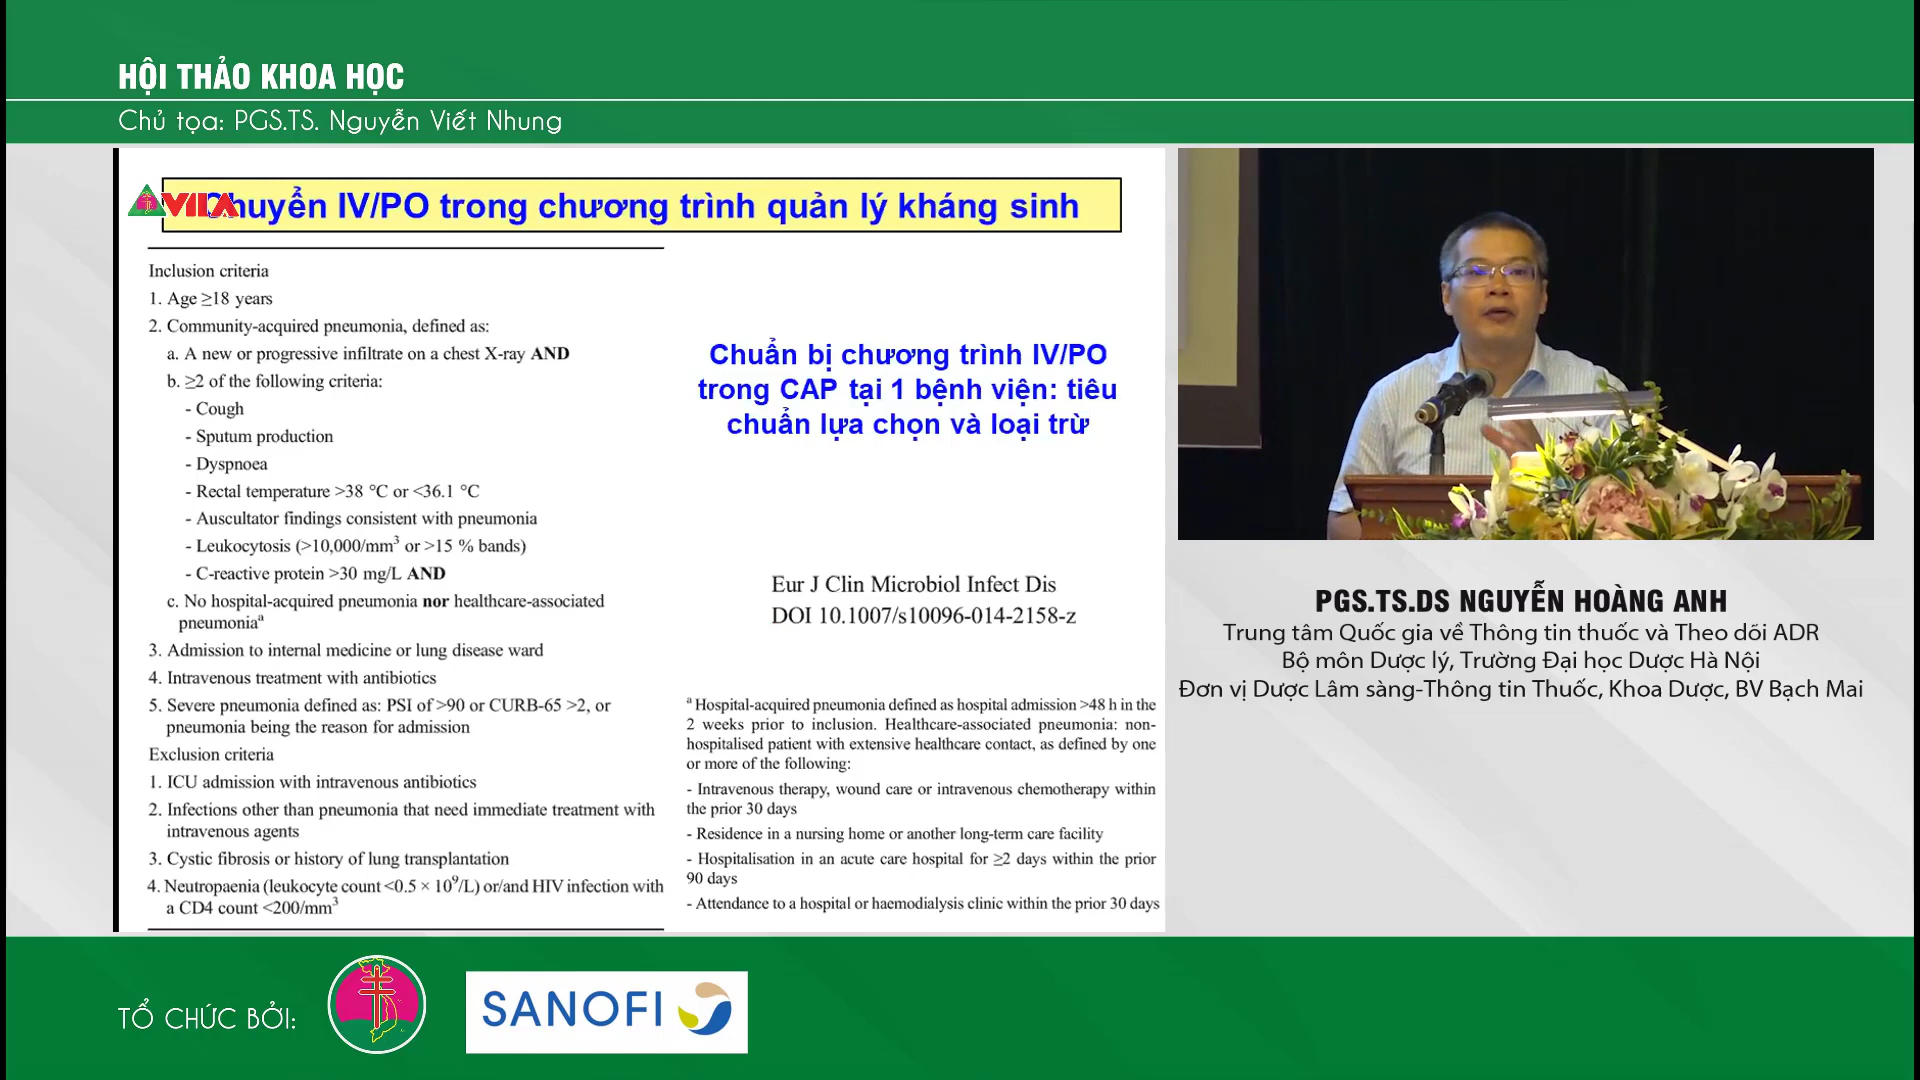 HỘI THẢO KHOA HỌC
Chủ tọa: PGS.TS. Nguyễn Viết Nhung
Chuyển IV/PO trong chương trình quản lý kháng sinh
Inclusion criteria
1. Age ≥18 years
2. Community-acquired pneumonia, defined as:
a. A new or progressive infiltrate on a chest X-ray AND
b. ≥2 of the following criteria:
- Cough
- Sputum production
- Dyspnoea
- Rectal temperature >38 °C or <36.1 °C
- Auscultator findings consistent with pneumonia
- Leukocytosis (>10,000/mm³ or >15 % bands)
- C-reactive protein >30 mg/L AND
c. No hospital-acquired pneumonia nor healthcare-associated
pneumoniaᵃ
3. Admission to internal medicine or lung disease ward
4. Intravenous treatment with antibiotics
5. Severe pneumonia defined as: PSI of >90 or CURB-65 >2, or
pneumonia being the reason for admission
Exclusion criteria
1. ICU admission with intravenous antibiotics
2. Infections other than pneumonia that need immediate treatment with
intravenous agents
3. Cystic fibrosis or history of lung transplantation
4. Neutropaenia (leukocyte count <0.5 × 10⁹/L) or/and HIV infection with
a CD4 count <200/mm³
Chuẩn bị chương trình IV/PO
trong CAP tại 1 bệnh viện: tiêu
chuẩn lựa chọn và loại trừ
Eur J Clin Microbiol Infect Dis
DOI 10.1007/s10096-014-2158-z
ᵃ Hospital-acquired pneumonia defined as hospital admission >48 h in the
2 weeks prior to inclusion. Healthcare-associated pneumonia: non-
hospitalised patient with extensive healthcare contact, as defined by one
or more of the following:
- Intravenous therapy, wound care or intravenous chemotherapy within
the prior 30 days
- Residence in a nursing home or another long-term care facility
- Hospitalisation in an acute care hospital for ≥2 days within the prior
90 days
- Attendance to a hospital or haemodialysis clinic within the prior 30 days
PGS.TS.DS NGUYỄN HOÀNG ANH
Trung tâm Quốc gia về Thông tin thuốc và Theo dõi ADR
Bộ môn Dược lý, Trường Đại học Dược Hà Nội
Đơn vị Dược Lâm sàng-Thông tin Thuốc, Khoa Dược, BV Bạch Mai
TỔ CHỨC BỞI:
SANOFI